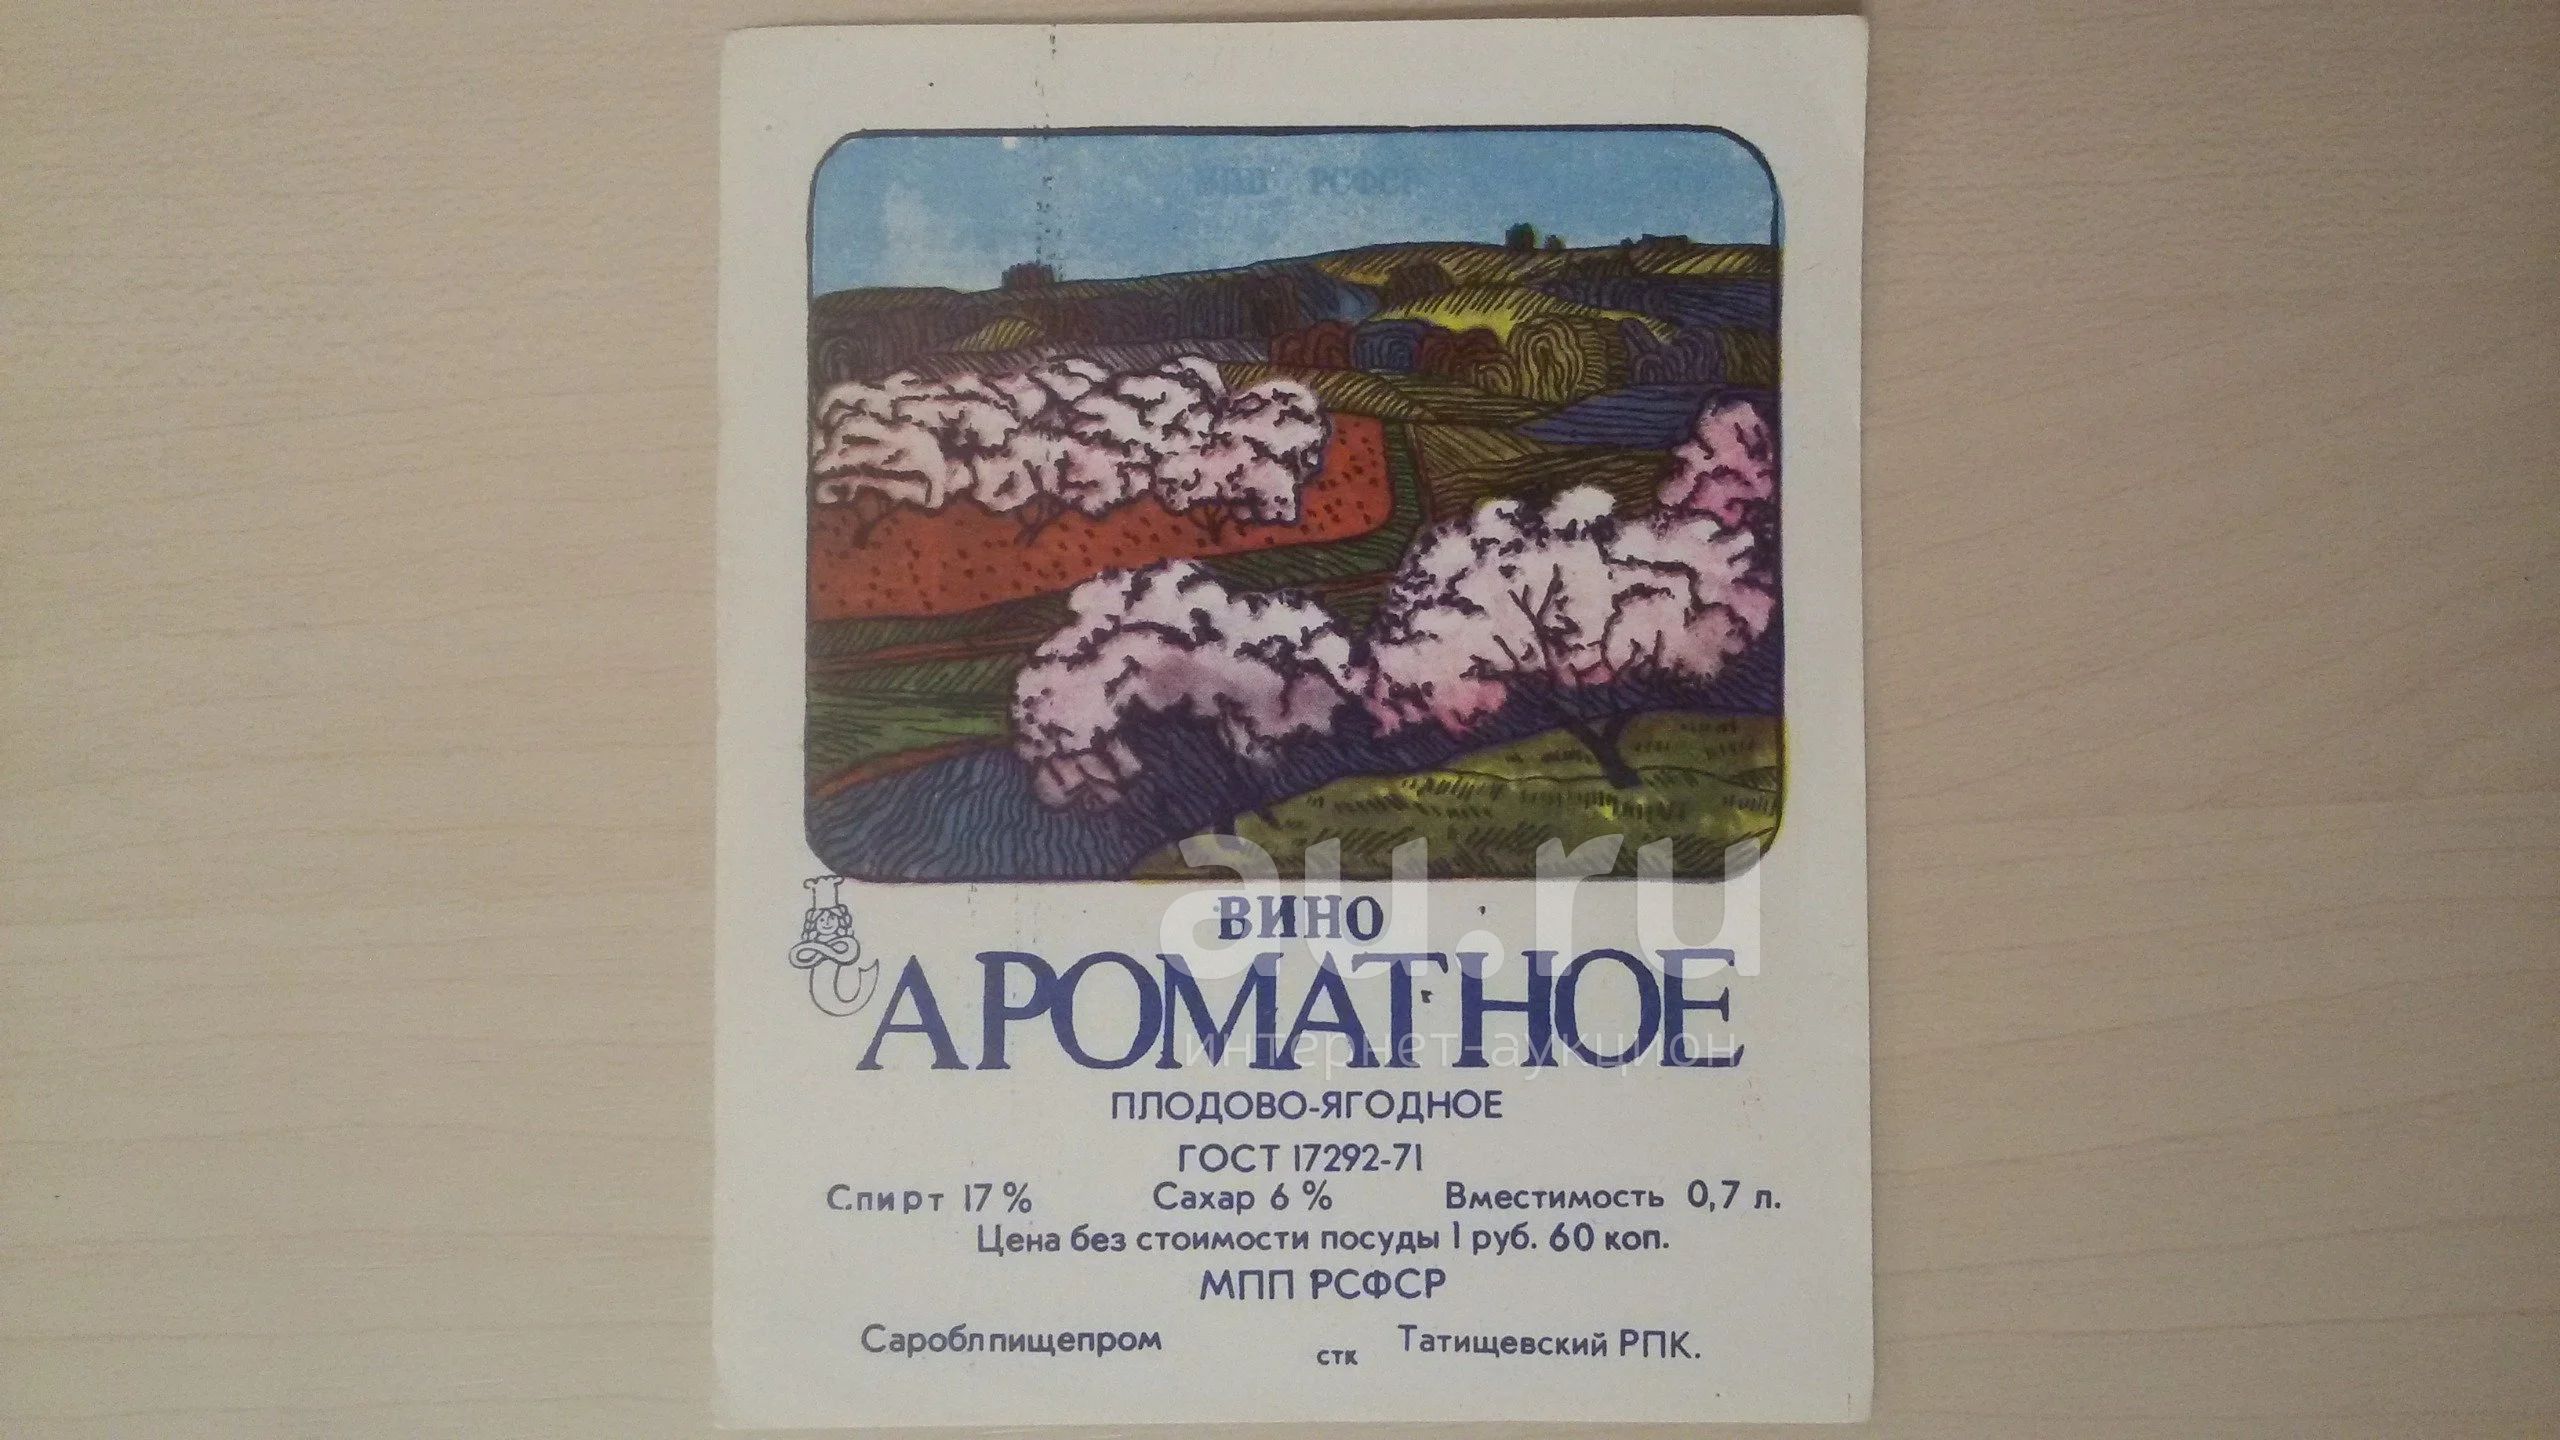 МПП РСФСР
ВИНО
АРОМАТНОЕ
ПЛОДОВО-ЯГОДНОЕ
ГОСТ 17292-71
Спирт 17 % Сахар 6 % Вместимость 0,7 л.
Цена без стоимости посуды 1 руб. 60 коп.
МПП РСФСР
Сароблпищепром стк Татищевский РПК.
au.ru
интернет-аукцион